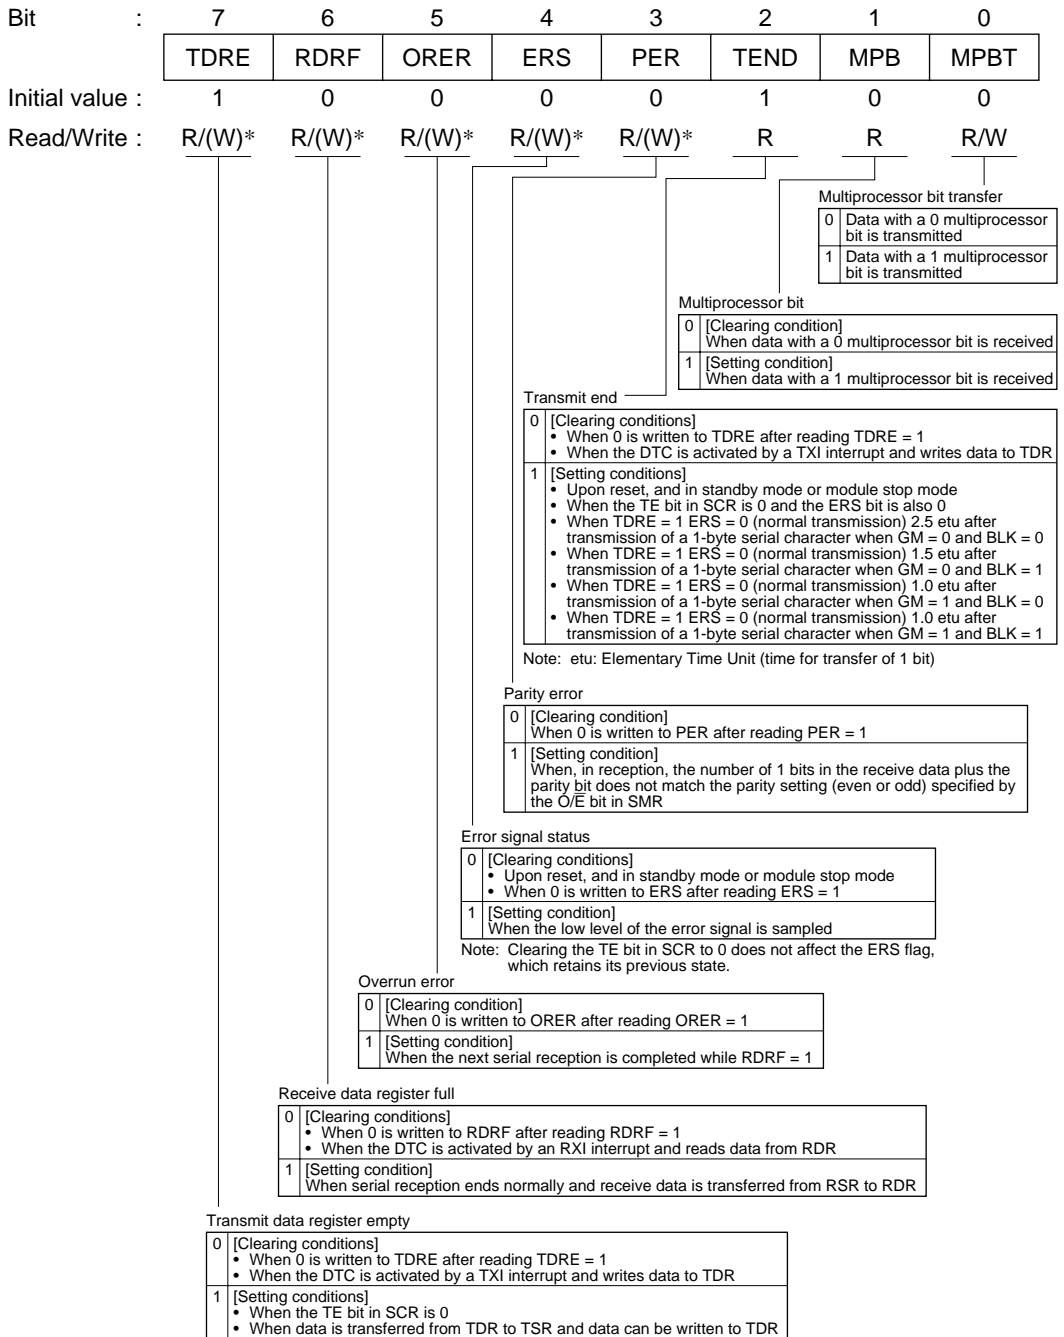 Bit : 7 6 5 4 3 2 1 0
TDRE RDRF ORER ERS PER TEND MPB MPBT
Initial value : 1 0 0 0 0 1 0 0
Read/Write : R/(W)* R/(W)* R/(W)* R/(W)* R/(W)* R R R/W
Multiprocessor bit transfer
0 Data with a 0 multiprocessor
bit is transmitted
1 Data with a 1 multiprocessor
bit is transmitted
Multiprocessor bit
0 [Clearing condition]
When data with a 0 multiprocessor bit is received
1 [Setting condition]
When data with a 1 multiprocessor bit is received
Transmit end
0 [Clearing conditions]
• When 0 is written to TDRE after reading TDRE = 1
• When the DTC is activated by a TXI interrupt and writes data to TDR
1 [Setting conditions]
• Upon reset, and in standby mode or module stop mode
• When the TE bit in SCR is 0 and the ERS bit is also 0
• When TDRE = 1 ERS = 0 (normal transmission) 2.5 etu after
transmission of a 1-byte serial character when GM = 0 and BLK = 0
• When TDRE = 1 ERS = 0 (normal transmission) 1.5 etu after
transmission of a 1-byte serial character when GM = 0 and BLK = 1
• When TDRE = 1 ERS = 0 (normal transmission) 1.0 etu after
transmission of a 1-byte serial character when GM = 1 and BLK = 0
• When TDRE = 1 ERS = 0 (normal transmission) 1.0 etu after
transmission of a 1-byte serial character when GM = 1 and BLK = 1
Note: etu: Elementary Time Unit (time for transfer of 1 bit)
Parity error
0 [Clearing condition]
When 0 is written to PER after reading PER = 1
1 [Setting condition]
When, in reception, the number of 1 bits in the receive data plus the
parity bit does not match the parity setting (even or odd) specified by
the O/E̅ bit in SMR
Error signal status
0 [Clearing conditions]
• Upon reset, and in standby mode or module stop mode
• When 0 is written to ERS after reading ERS = 1
1 [Setting condition]
When the low level of the error signal is sampled
Note: Clearing the TE bit in SCR to 0 does not affect the ERS flag,
which retains its previous state.
Overrun error
0 [Clearing condition]
When 0 is written to ORER after reading ORER = 1
1 [Setting condition]
When the next serial reception is completed while RDRF = 1
Receive data register full
0 [Clearing conditions]
• When 0 is written to RDRF after reading RDRF = 1
• When the DTC is activated by an RXI interrupt and reads data from RDR
1 [Setting condition]
When serial reception ends normally and receive data is transferred from RSR to RDR
Transmit data register empty
0 [Clearing conditions]
• When 0 is written to TDRE after reading TDRE = 1
• When the DTC is activated by a TXI interrupt and writes data to TDR
1 [Setting conditions]
• When the TE bit in SCR is 0
• When data is transferred from TDR to TSR and data can be written to TDR